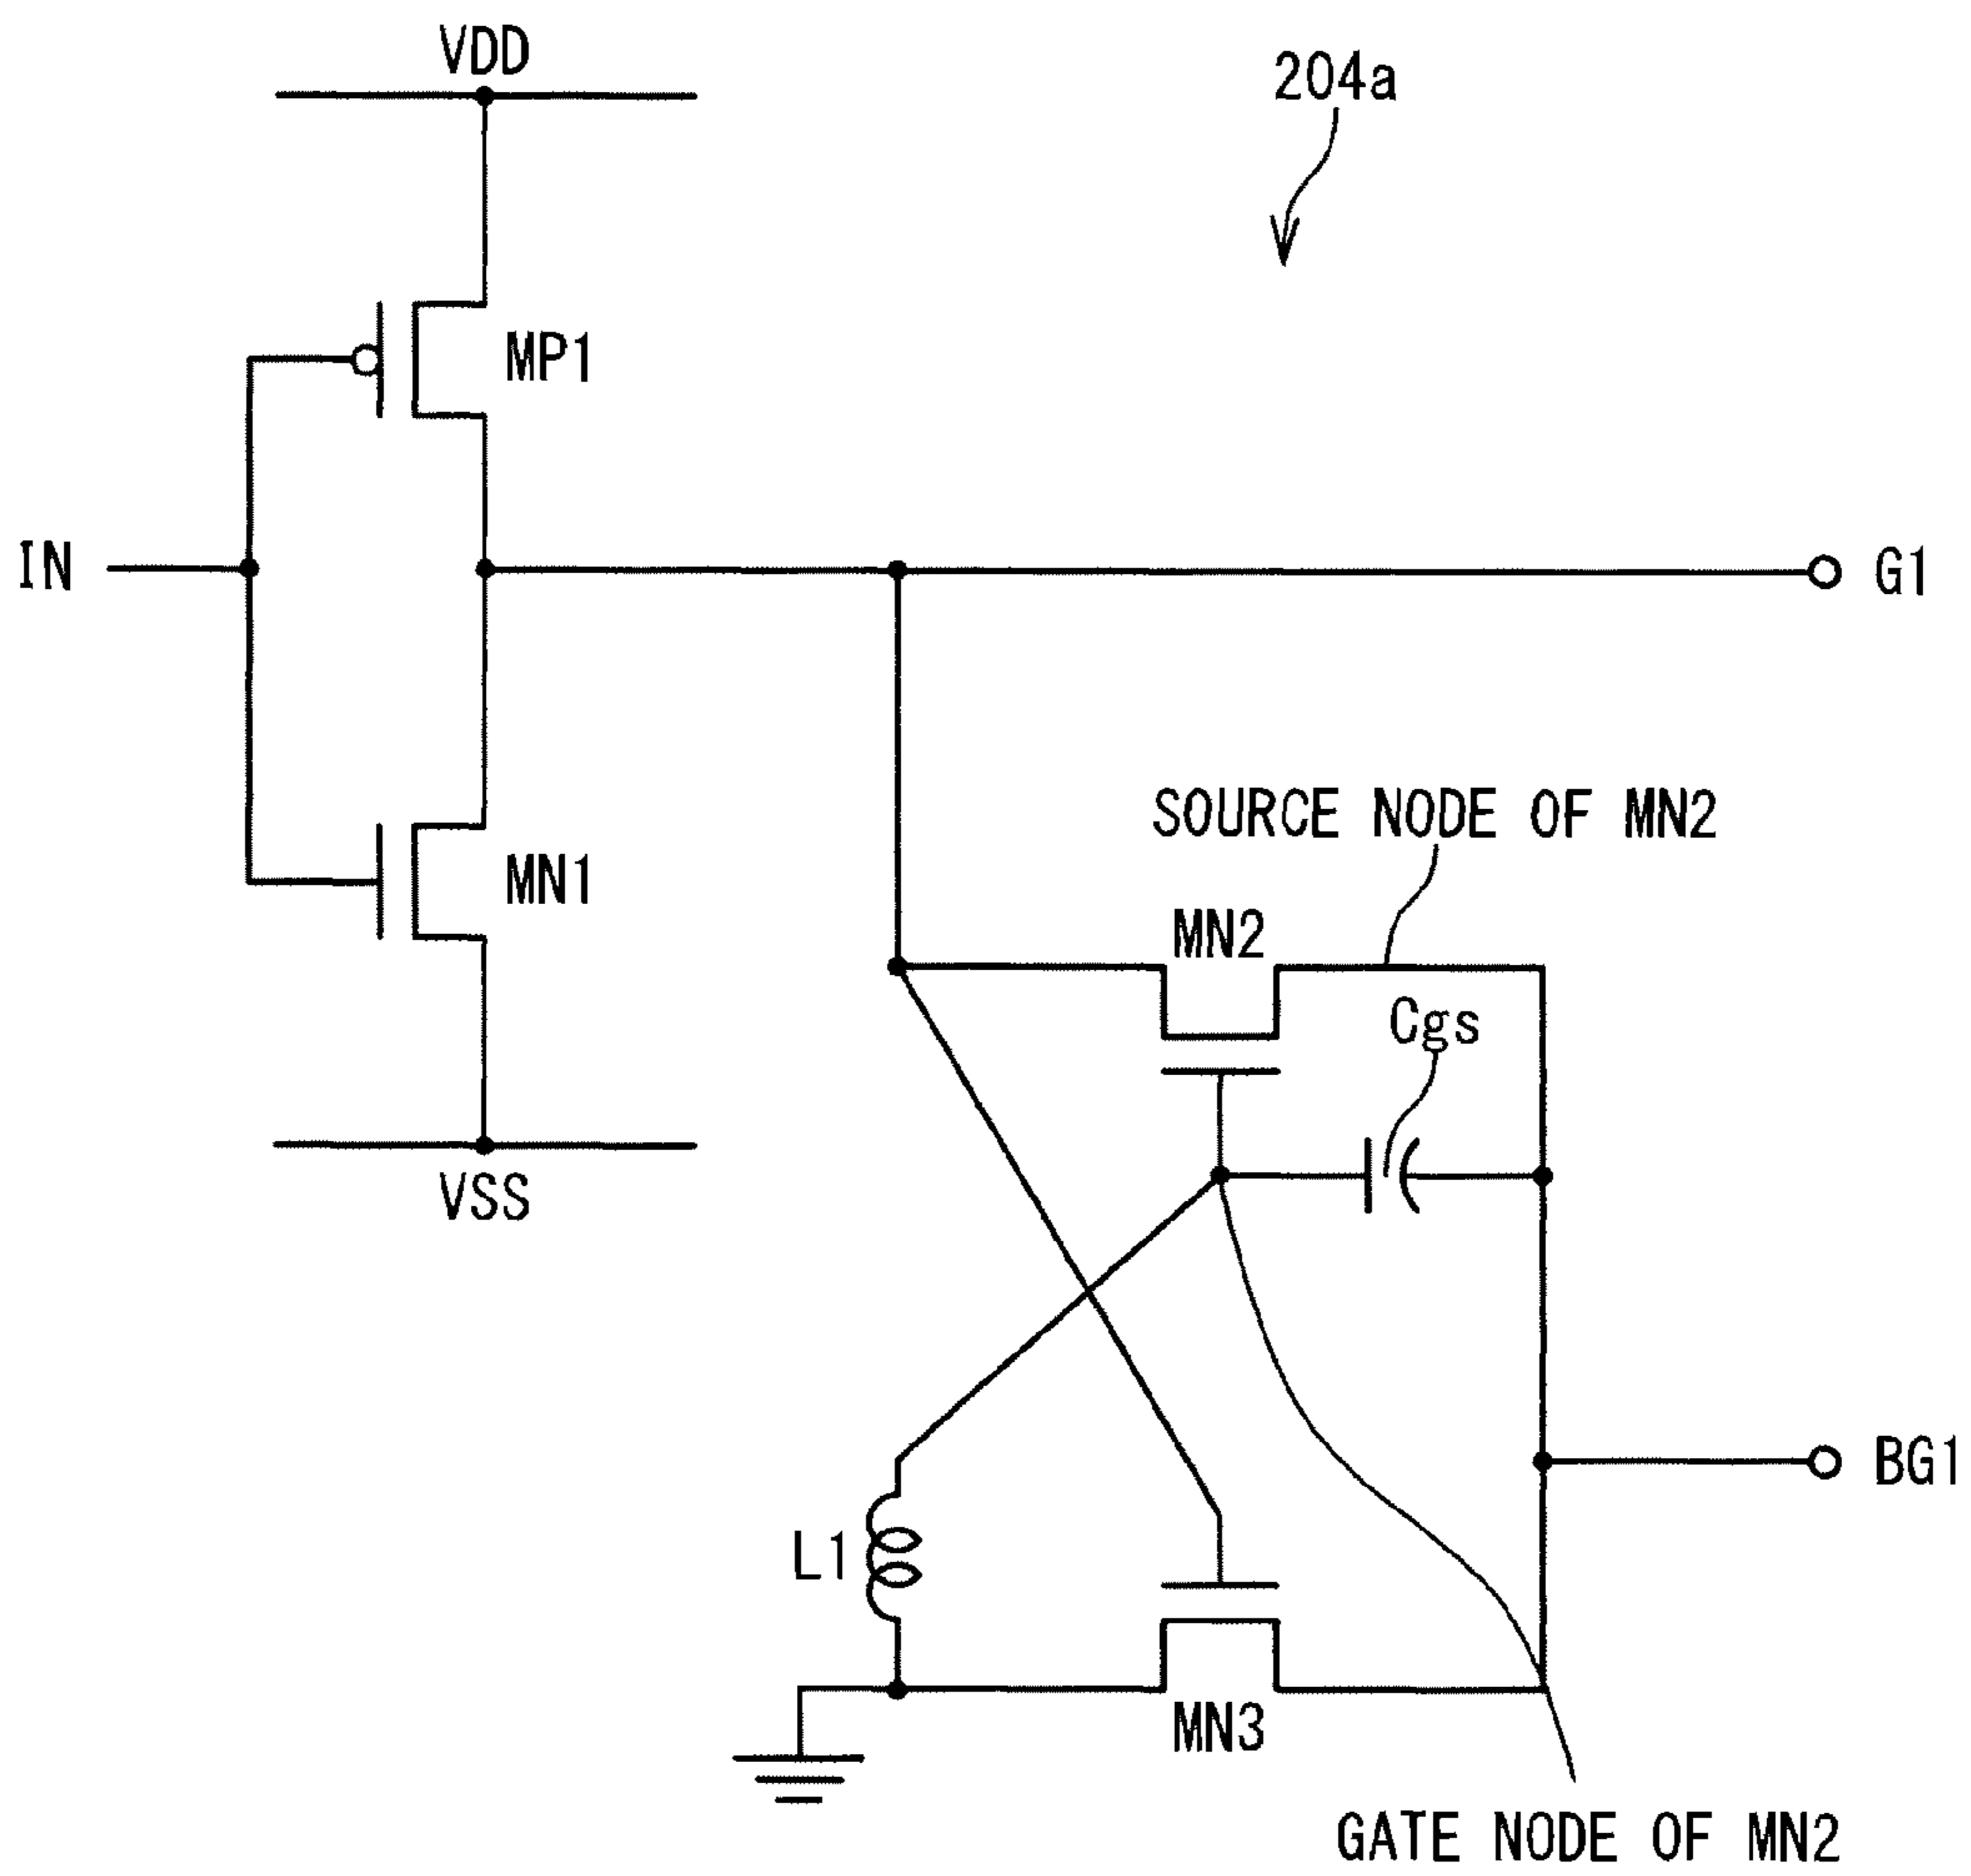 VDD
204a
MP1
IN
G1
SOURCE NODE OF MN2
MN1
MN2
Cgs
VSS
BG1
L1
MN3
GATE NODE OF MN2